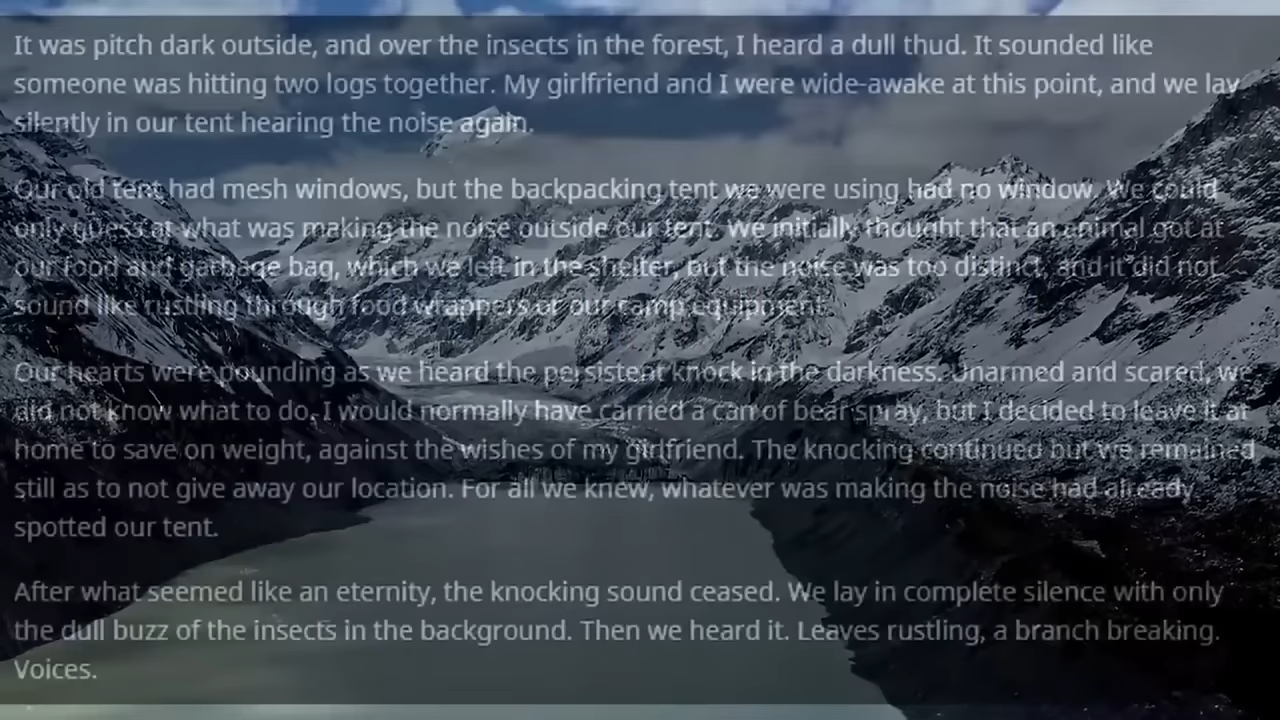 It was pitch dark outside, and over the insects in the forest, I heard a dull thud. It sounded like
someone was hitting two logs together. My girlfriend and I were wide-awake at this point, and we lay
silently in our tent hearing the noise again.
Our old tent had mesh windows, but the backpacking tent we were using had no window. We could
only guess at what was making the noise outside our tent. We initially thought that an animal got at
our food and garbage bag, which we left in the shelter, but the noise was too distinct, and it did not
sound like rustling through food wrappers or our camp equipment.
Our hearts were pounding as we heard the persistent knock in the darkness. Unarmed and scared, we
did not know what to do. I would normally have carried a can of bear spray, but I decided to leave it at
home to save on weight, against the wishes of my girlfriend. The knocking continued but we remained
still as to not give away our location. For all we knew, whatever was making the noise had already
spotted our tent.
After what seemed like an eternity, the knocking sound ceased. We lay in complete silence with only
the dull buzz of the insects in the background. Then we heard it. Leaves rustling, a branch breaking.
Voices.